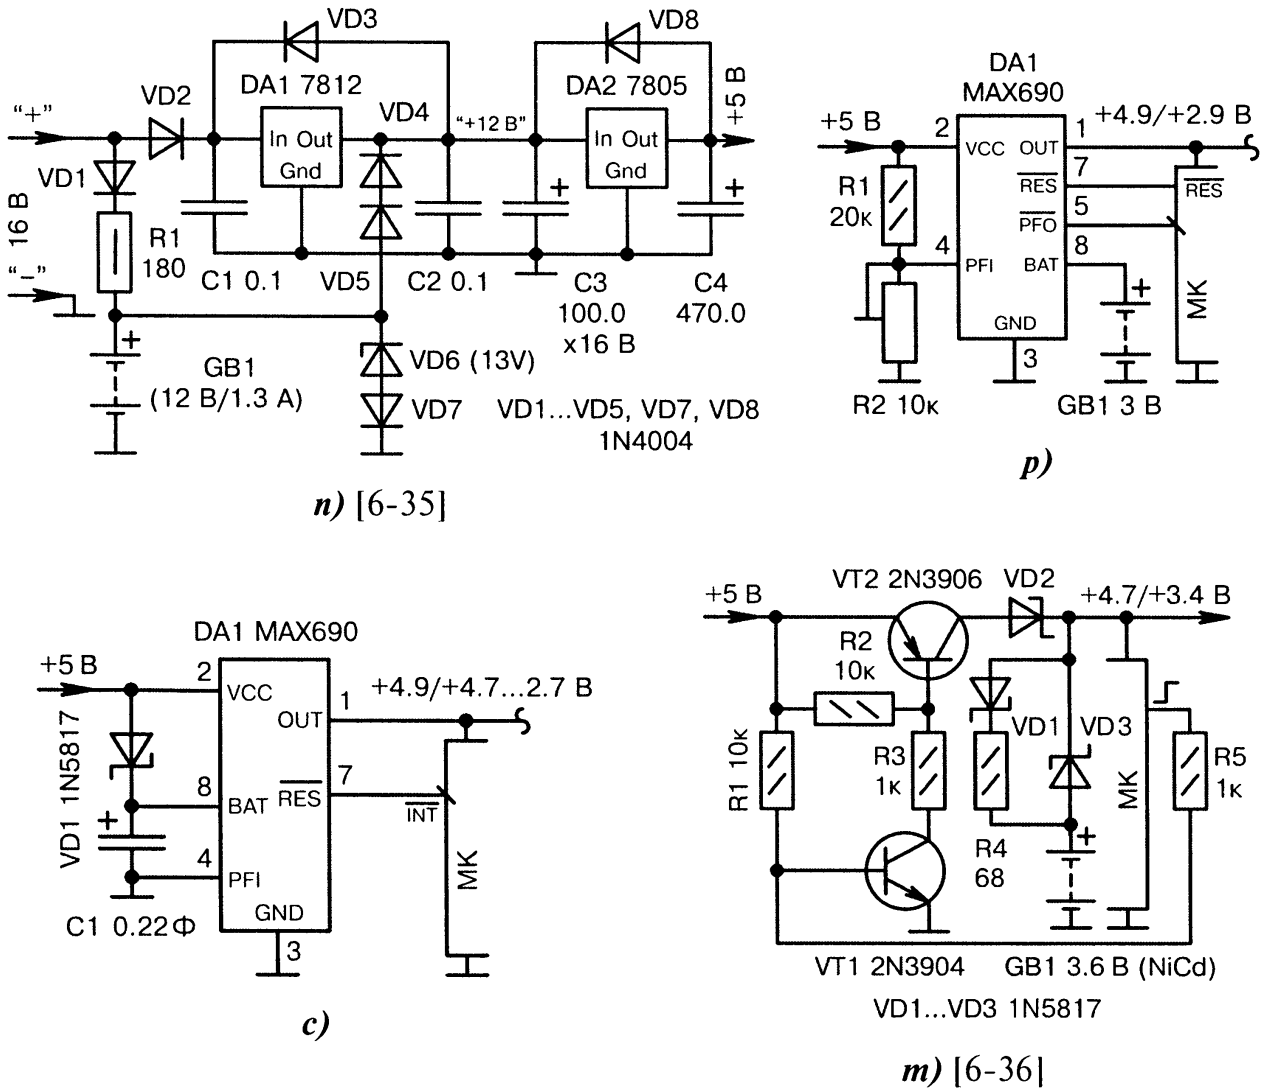 VD3
VD8
DA1 7812
DA2 7805
VD2
VD4
"+"
"+12 В"
+5 В
In Out
Gnd
In Out
Gnd
VD1
16 В
R1
180
"–"
C1 0.1
VD5
C2 0.1
+
C3
100.0
x16 В
+
C4
470.0
+
GB1
(12 В/1.3 А)
VD6 (13V)
VD7
VD1...VD5, VD7, VD8
1N4004
п) [6-35]
DA1
MAX690
+5 В
2
VCC
OUT
1
+4.9/+2.9 В
R1
20к
RES
7
RES
PFO
5
4
PFI
BAT
8
+
МК
GND
3
R2 10к
GB1 3 В
р)
DA1 MAX690
+5 В
2
VCC
OUT
1
+4.9/+4.7...2.7 В
VD1 1N5817
RES
7
INT
8
BAT
+
4
PFI
МК
GND
3
C1 0.22Ф
с)
VT2 2N3906
VD2
+5 В
+4.7/+3.4 В
R2
10к
VD1
VD3
R1 10к
R3
1к
МК
R5
1к
R4
68
+
VT1 2N3904
GB1 3.6 В (NiCd)
VD1...VD3 1N5817
т) [6-36]